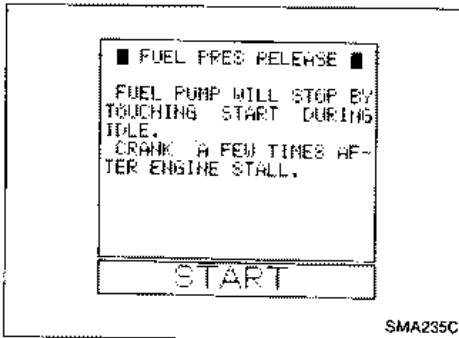 ■ FUEL PRES RELEASE ■
FUEL PUMP WILL STOP BY
TOUCHING START DURING
IDLE.
CRANK A FEW TIMES AF-
TER ENGINE STALL.
START
SMA235C